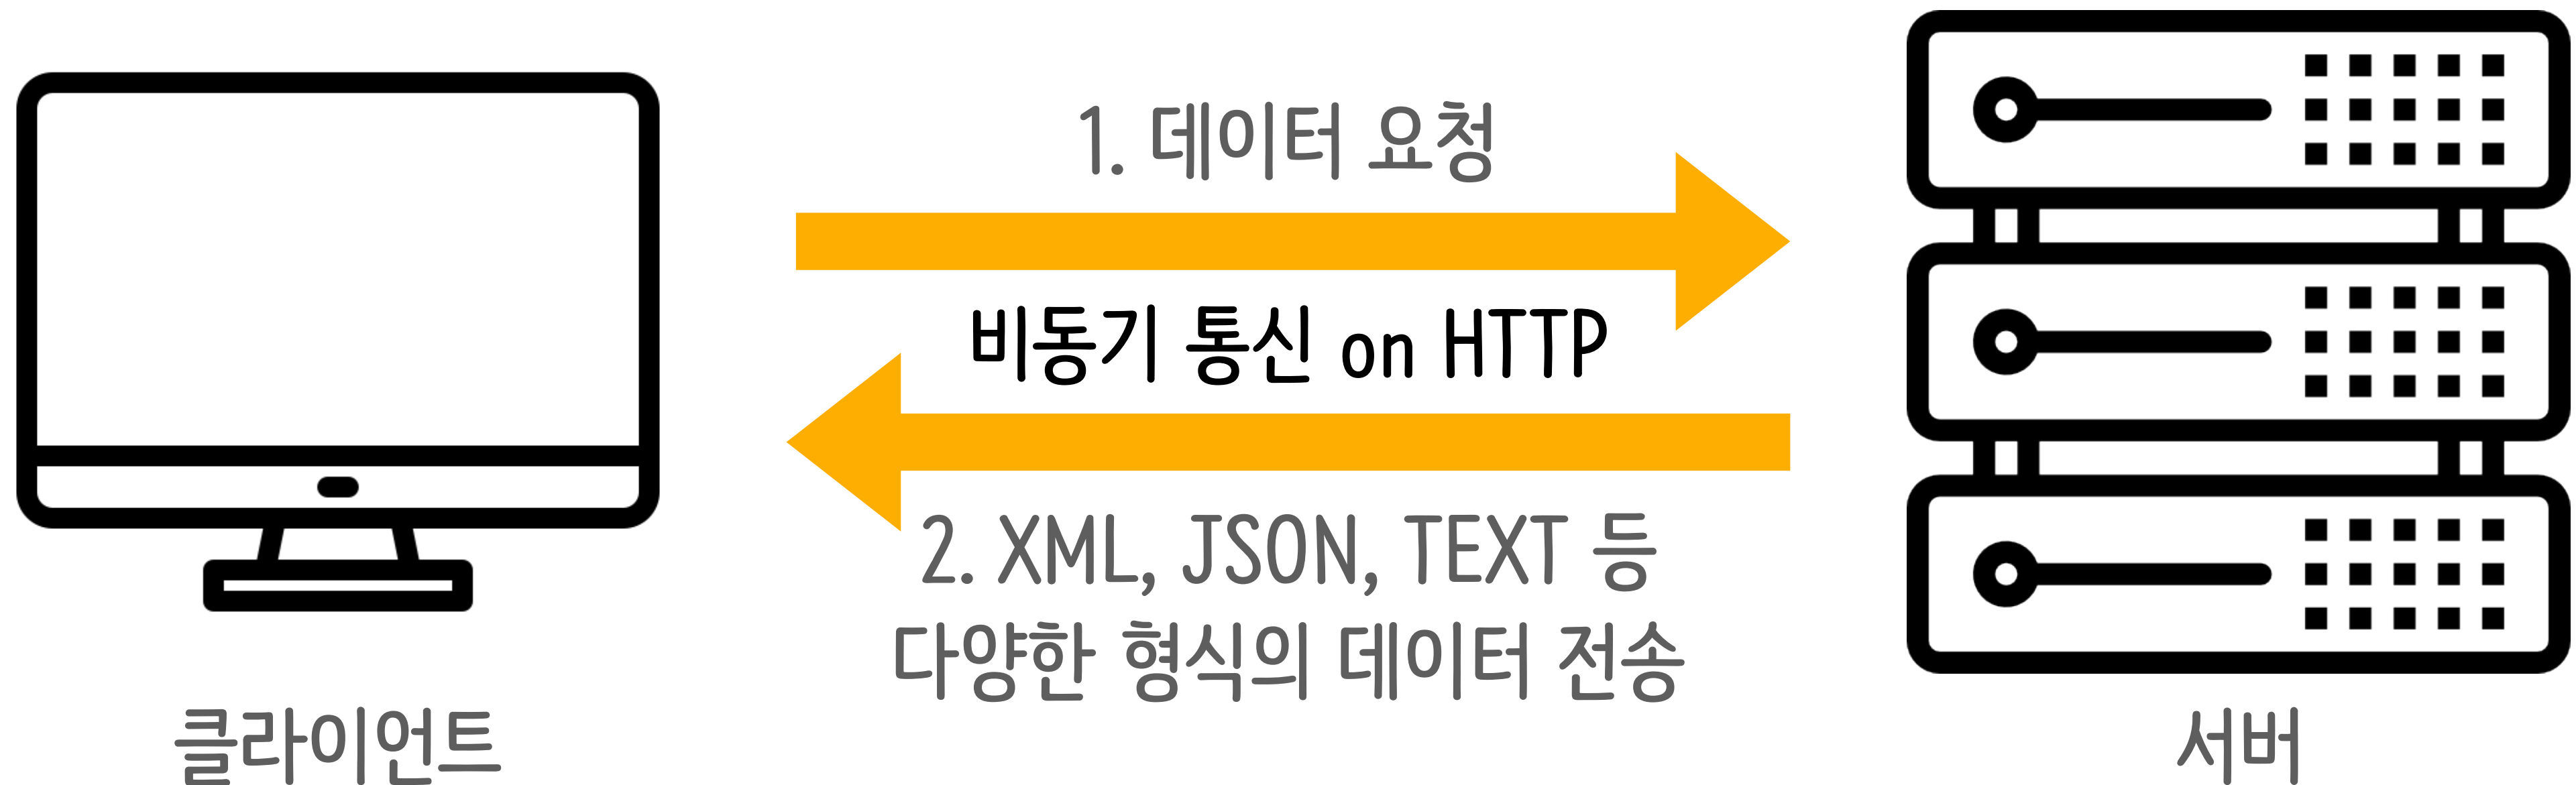 1. 데이터 요청
비동기 통신 on HTTP
2. XML, JSON, TEXT 등
다양한 형식의 데이터 전송
클라이언트
서버